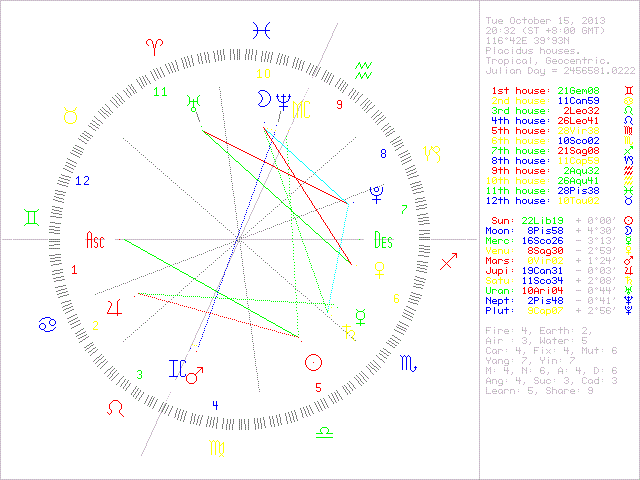 Tue October 15, 2013
20:32 (ST +8:00 GMT)
116°42E 39°93N
Placidus houses.
Tropical, Geocentric.
Julian Day = 2456581.0222
1st house: 21Gem08
2nd house: 11Can59
3rd house: 2Leo32
4th house: 26Leo41
5th house: 28Vir38
6th house: 10Sco02
7th house: 21Sag08
8th house: 11Cap59
9th house: 2Aqu32
10th house: 26Aqu41
11th house: 28Pis38
12th house: 10Tau02
Sun: 22Lib19 + 0°00'
Moon: 8Pis58 + 4°30'
Merc: 16Sco26 - 3°13'
Venu: 8Sag30 - 2°59'
Mars: 0Vir02 + 1°24'
Jupi: 19Can31 - 0°03'
Satu: 11Sco34 + 2°08'
Uran: 10Ari04 - 0°44'
Nept: 2Pis48 - 0°41'
Plut: 9Cap07 + 2°56'
Fire: 4, Earth: 2,
Air : 3, Water: 5
Car: 4, Fix: 4, Mut: 6
Yang: 7, Yin: 7
M: 4, N: 6, A: 4, D: 6
Ang: 4, Suc: 3, Cad: 3
Learn: 5, Share: 9
10
11
9
8
12
7
Asc
Des
1
6
2
IC
3
5
4